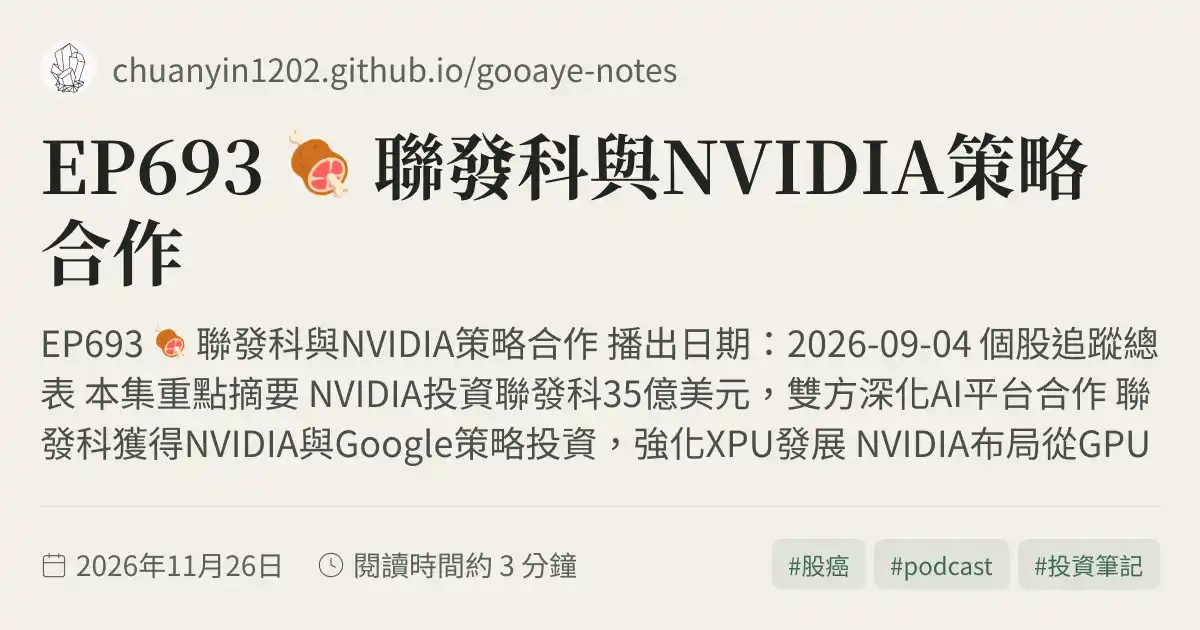 chuanyin1202.github.io/gooaye-notes
EP693 🍖 聯發科與NVIDIA策略
合作
EP693 🍖 聯發科與NVIDIA策略合作 播出日期：2026-09-04 個股追蹤總
表 本集重點摘要 NVIDIA投資聯發科35億美元，雙方深化AI平台合作 聯
發科獲得NVIDIA與Google策略投資，強化XPU發展 NVIDIA布局從GPU
2026年11月26日 閱讀時間約 3 分鐘 #股癌 #podcast #投資筆記